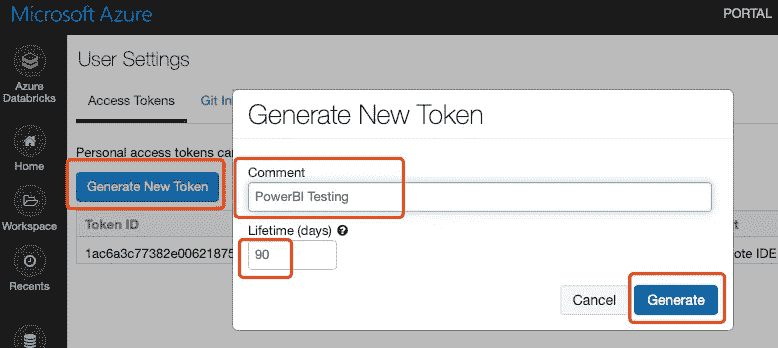 Microsoft Azure
PORTAL
Azure
Databricks
Home
Workspace
Recents
User Settings
Access Tokens
Git In
Personal access tokens ca
Generate New Token
Token ID
1ac6a3c77382e00621875
t
ote IDE
Generate New Token
Comment
PowerBI Testing
Lifetime (days)
90
Cancel
Generate